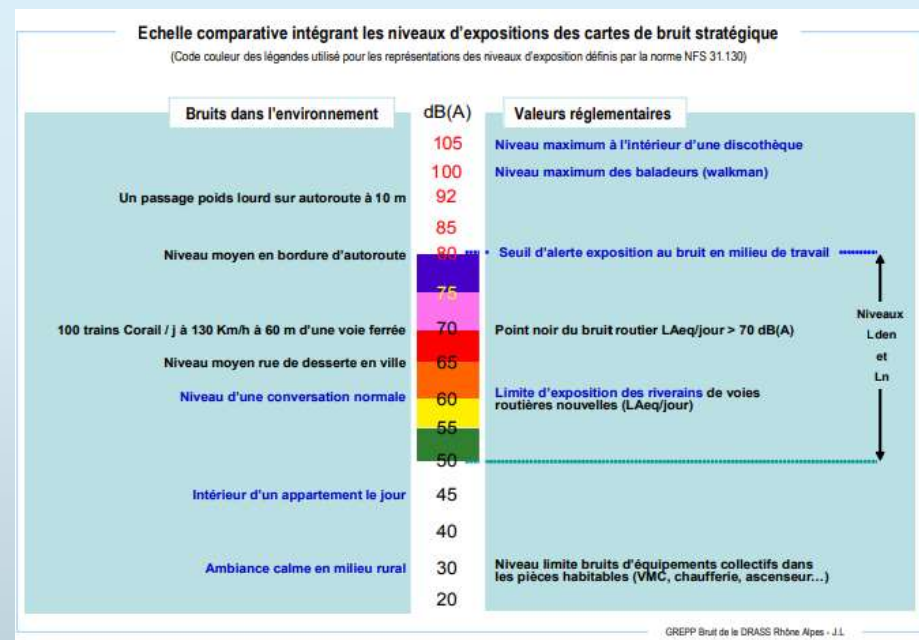 Echelle comparative intégrant les niveaux d'expositions des cartes de bruit stratégique
(Code couleur des légendes utilisé pour les représentations des niveaux d'exposition définis par la norme NFS 31.130)
Bruits dans l'environnement
dB(A)
Valeurs réglementaires
105
Niveau maximum à l'intérieur d'une discothèque
100
Niveau maximum des baladeurs (walkman)
Un passage poids lourd sur autoroute à 10 m
92
85
Niveau moyen en bordure d'autoroute
80
Seuil d'alerte exposition au bruit en milieu de travail
75
Niveaux
Lden
et
Ln
100 trains Corail / j à 130 Km/h à 60 m d'une voie ferrée
70
Point noir du bruit routier LAeq/jour > 70 dB(A)
Niveau moyen rue de desserte en ville
65
Niveau d'une conversation normale
60
Limite d'exposition des riverains de voies
routières nouvelles (LAeq/jour)
55
50
Intérieur d'un appartement le jour
45
40
Ambiance calme en milieu rural
30
Niveau limite bruits d'équipements collectifs dans
les pièces habitables (VMC, chaufferie, ascenseur...)
20
GREPP Bruit de le DRASS Rhône Alpes - J.L